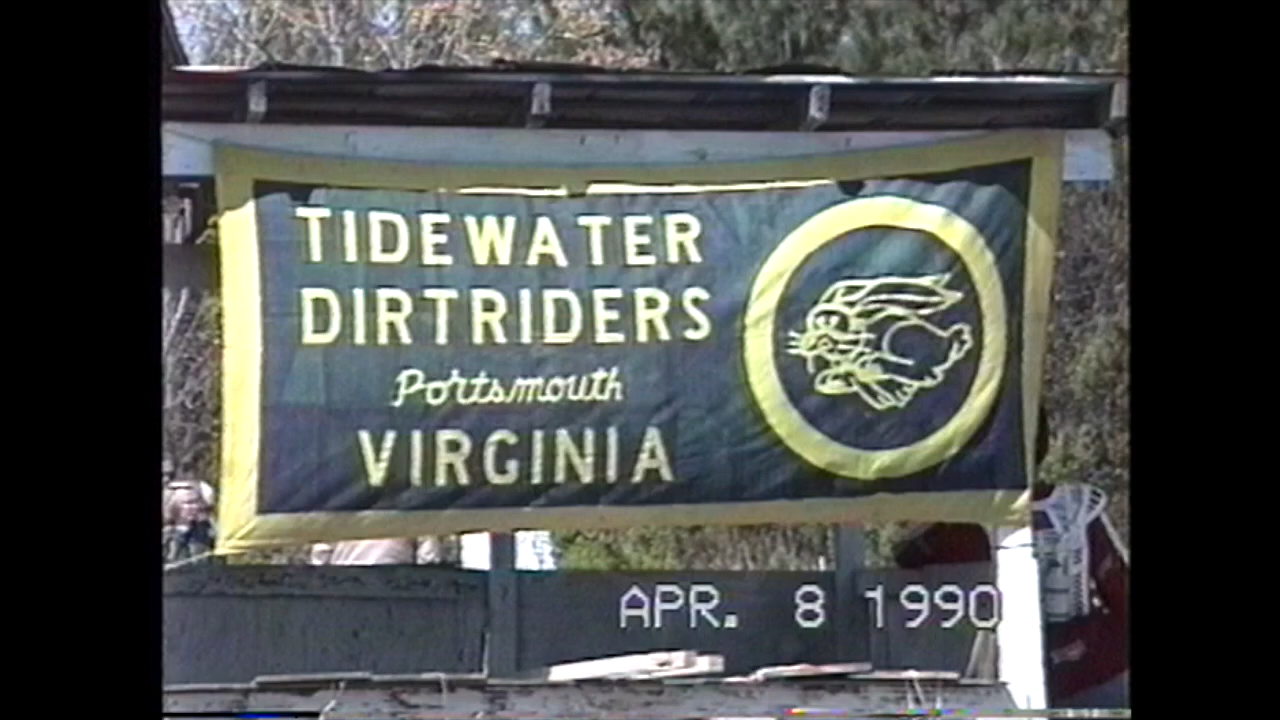 TIDEWATER
DIRTRIDERS
Portsmouth
VIRGINIA
APR. 8 1990